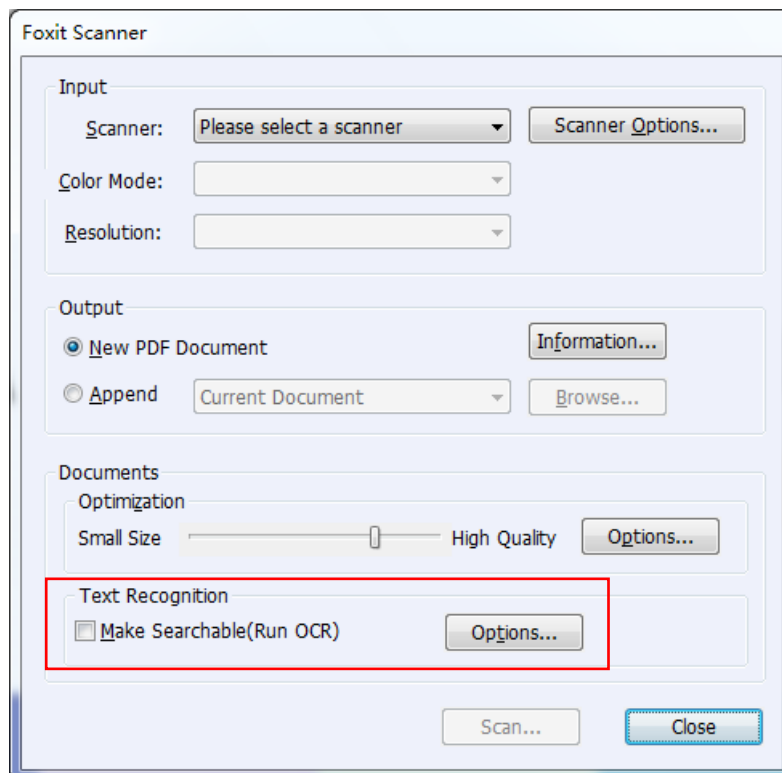 Foxit Scanner
Input
Scanner: Please select a scanner Scanner Options...
Color Mode:
Resolution:
Output
New PDF Document Information...
Append Current Document Browse...
Documents
Optimization
Small Size High Quality Options...
Text Recognition
Make Searchable(Run OCR) Options...
Scan... Close